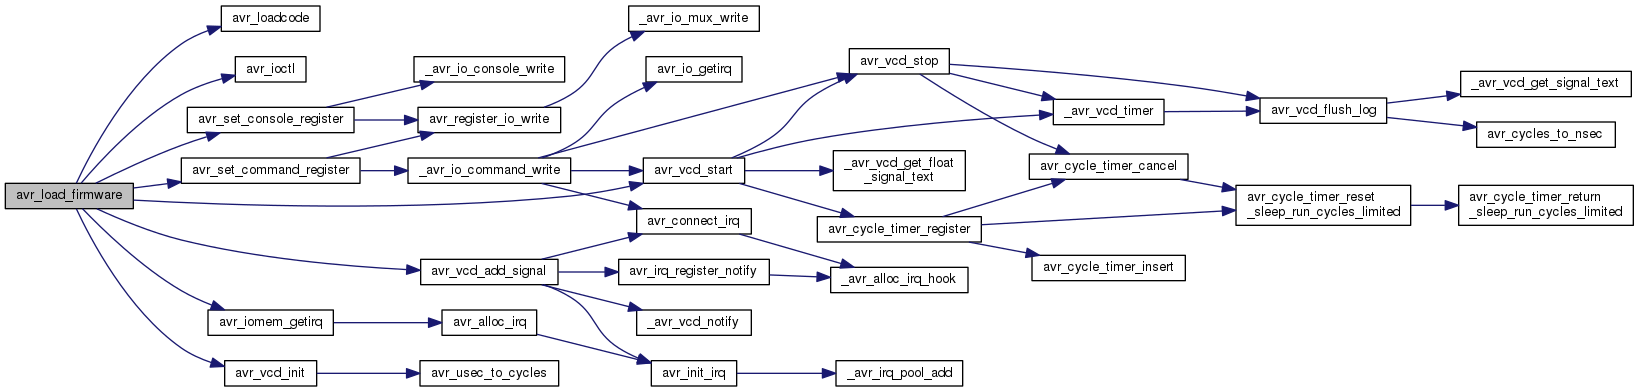 avr_load_firmware
avr_loadcode
avr_ioctl
avr_set_console_register
avr_set_command_register
avr_vcd_add_signal
avr_iomem_getirq
avr_vcd_init
_avr_io_console_write
avr_register_io_write
_avr_io_command_write
avr_alloc_irq
avr_usec_to_cycles
_avr_io_mux_write
avr_io_getirq
avr_vcd_start
avr_connect_irq
avr_irq_register_notify
_avr_vcd_notify
avr_init_irq
avr_vcd_stop
_avr_vcd_get_float
_signal_text
avr_cycle_timer_register
_avr_alloc_irq_hook
_avr_irq_pool_add
_avr_vcd_timer
avr_cycle_timer_cancel
avr_cycle_timer_insert
avr_vcd_flush_log
avr_cycle_timer_reset
_sleep_run_cycles_limited
_avr_vcd_get_signal_text
avr_cycles_to_nsec
avr_cycle_timer_return
_sleep_run_cycles_limited